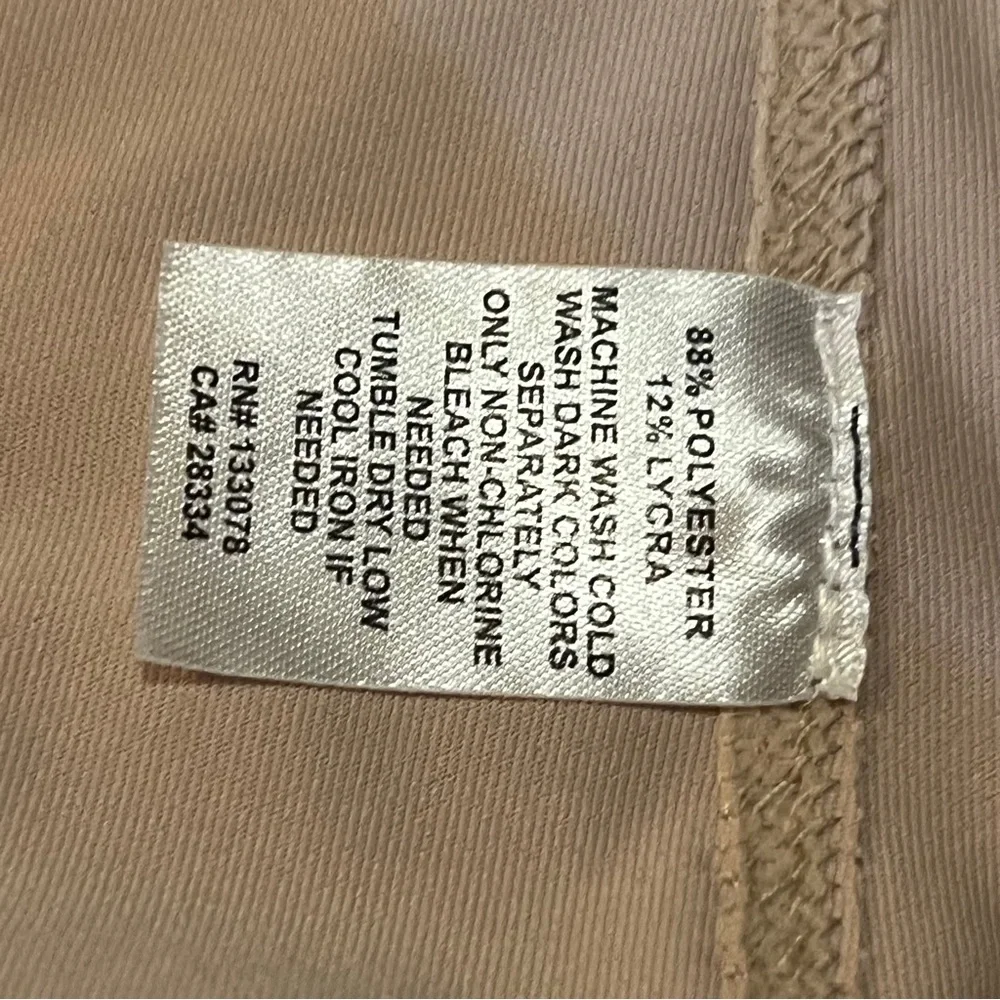 88% POLYESTER
12% LYCRA
MACHINE WASH COLD
WASH DARK COLORS
SEPARATELY
ONLY NON-CHLORINE
BLEACH WHEN
NEEDED
TUMBLE DRY LOW
COOL IRON IF
NEEDED
RN# 133078
CA# 28334